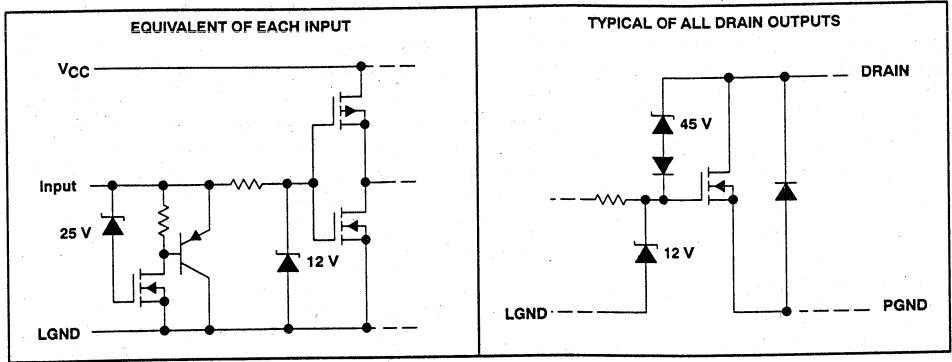 EQUIVALENT OF EACH INPUT
VCC
Input
25 V
12 V
LGND
TYPICAL OF ALL DRAIN OUTPUTS
DRAIN
45 V
12 V
LGND
PGND